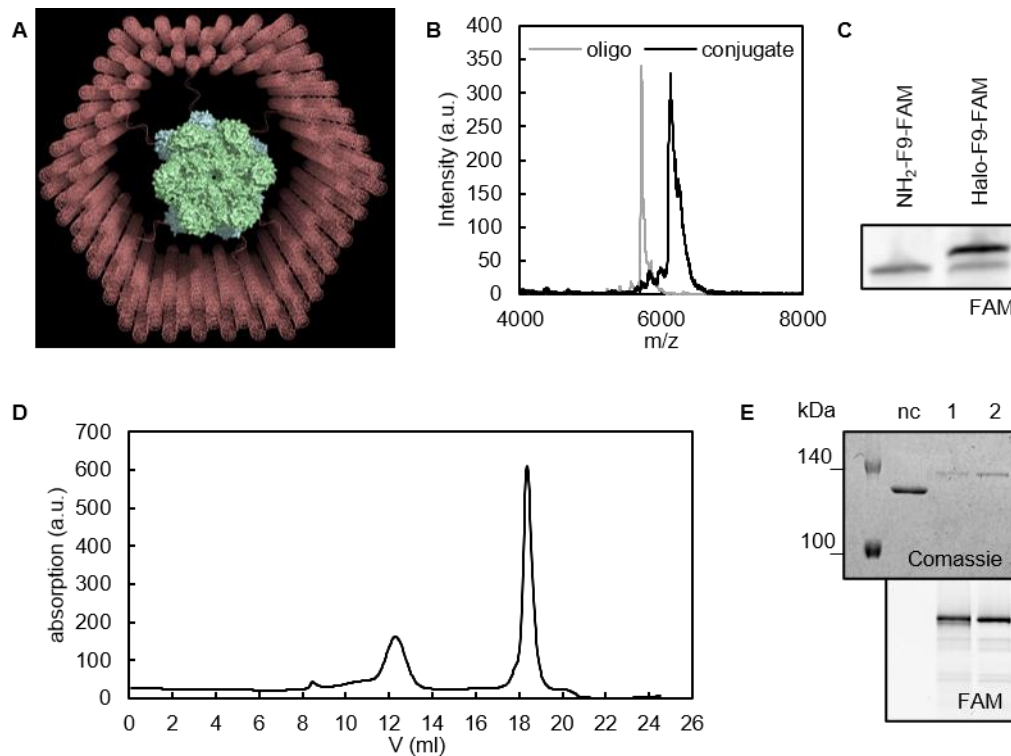 A
B
400
350
300
250
200
150
100
50
0
oligo
conjugate
Intensity (a.u.)
4000
6000
8000
m/z
C
NH₂-F9-FAM
Halo-F9-FAM
FAM
D
700
600
500
400
300
200
100
0
absorption (a.u.)
0 2 4 6 8 10 12 14 16 18 20 22 24 26
V (ml)
E
kDa nc 1 2
140
100
Comassie
FAM